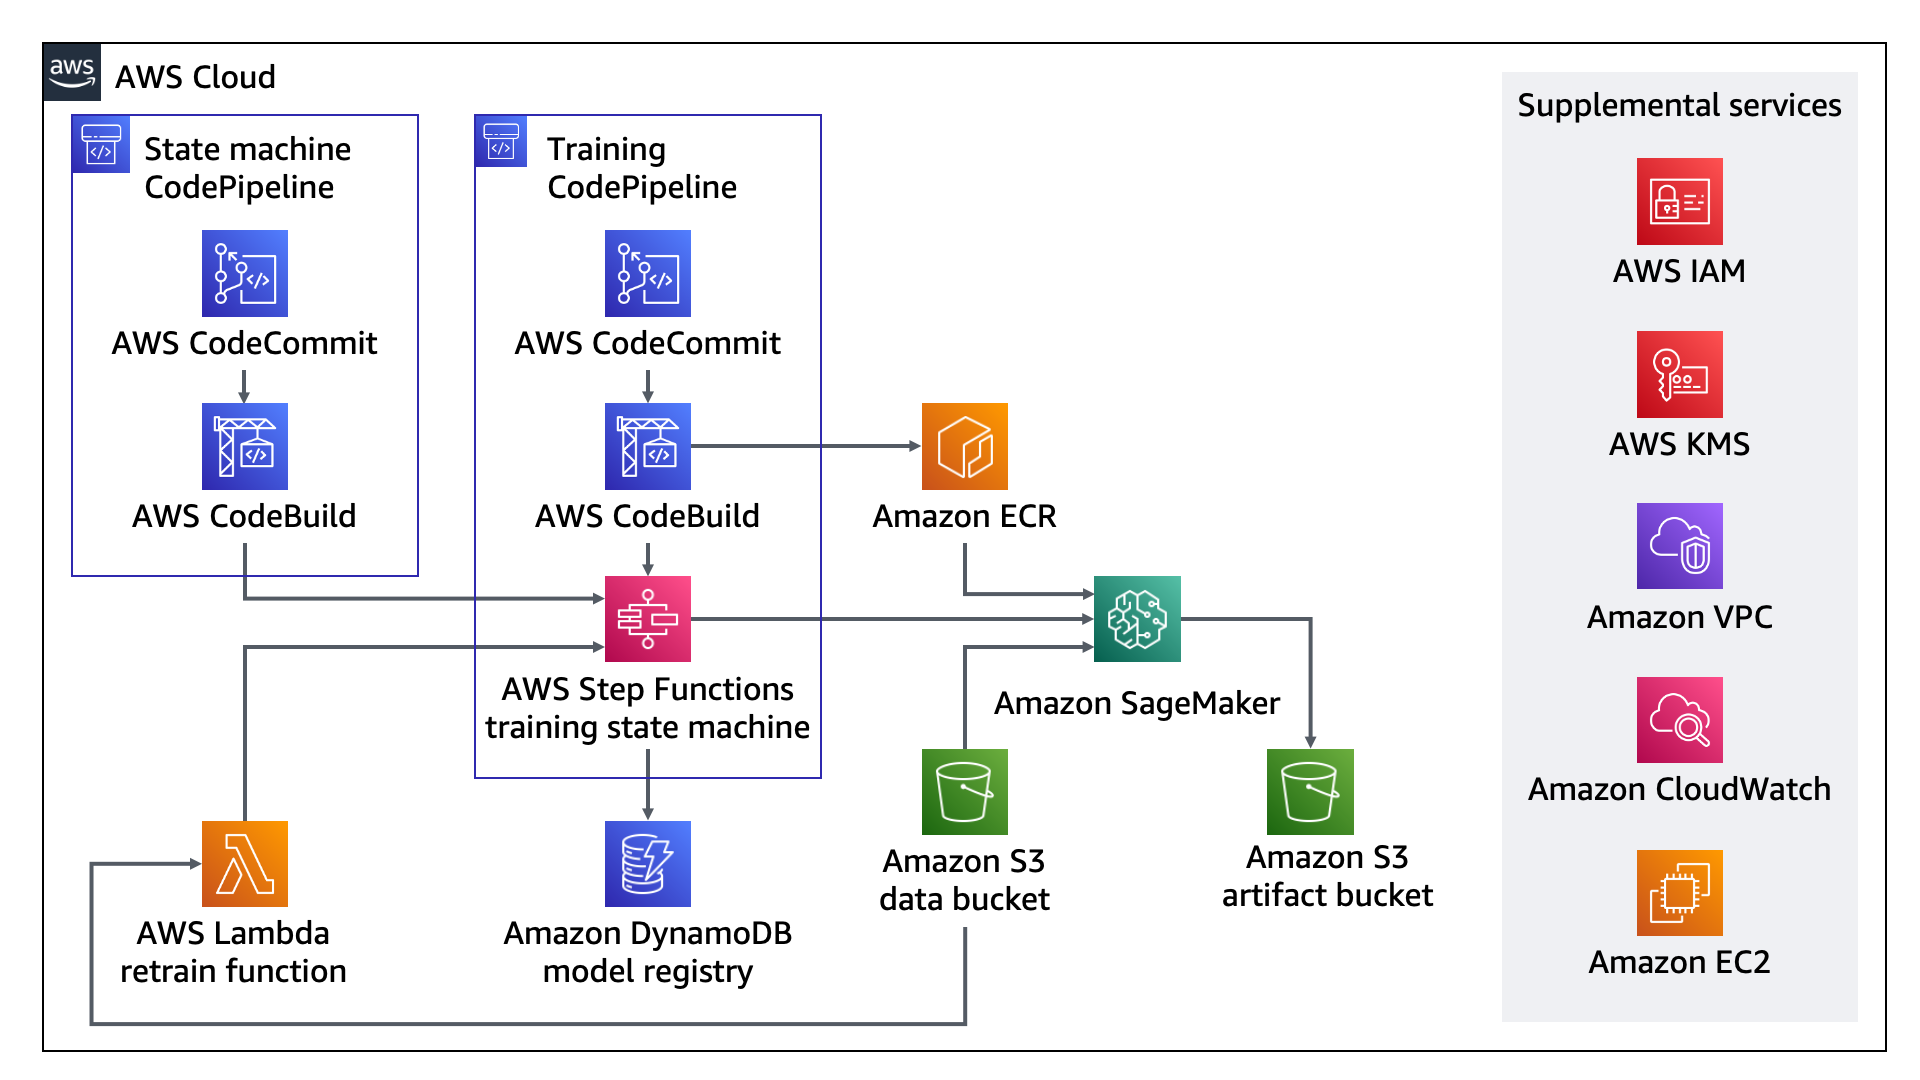 aws
AWS Cloud
State machine
CodePipeline
AWS CodeCommit
AWS CodeBuild
Training
CodePipeline
AWS CodeCommit
AWS CodeBuild
Amazon ECR
AWS Step Functions
training state machine
Amazon SageMaker
AWS Lambda
retrain function
Amazon DynamoDB
model registry
Amazon S3
data bucket
Amazon S3
artifact bucket
Supplemental services
AWS IAM
AWS KMS
Amazon VPC
Amazon CloudWatch
Amazon EC2